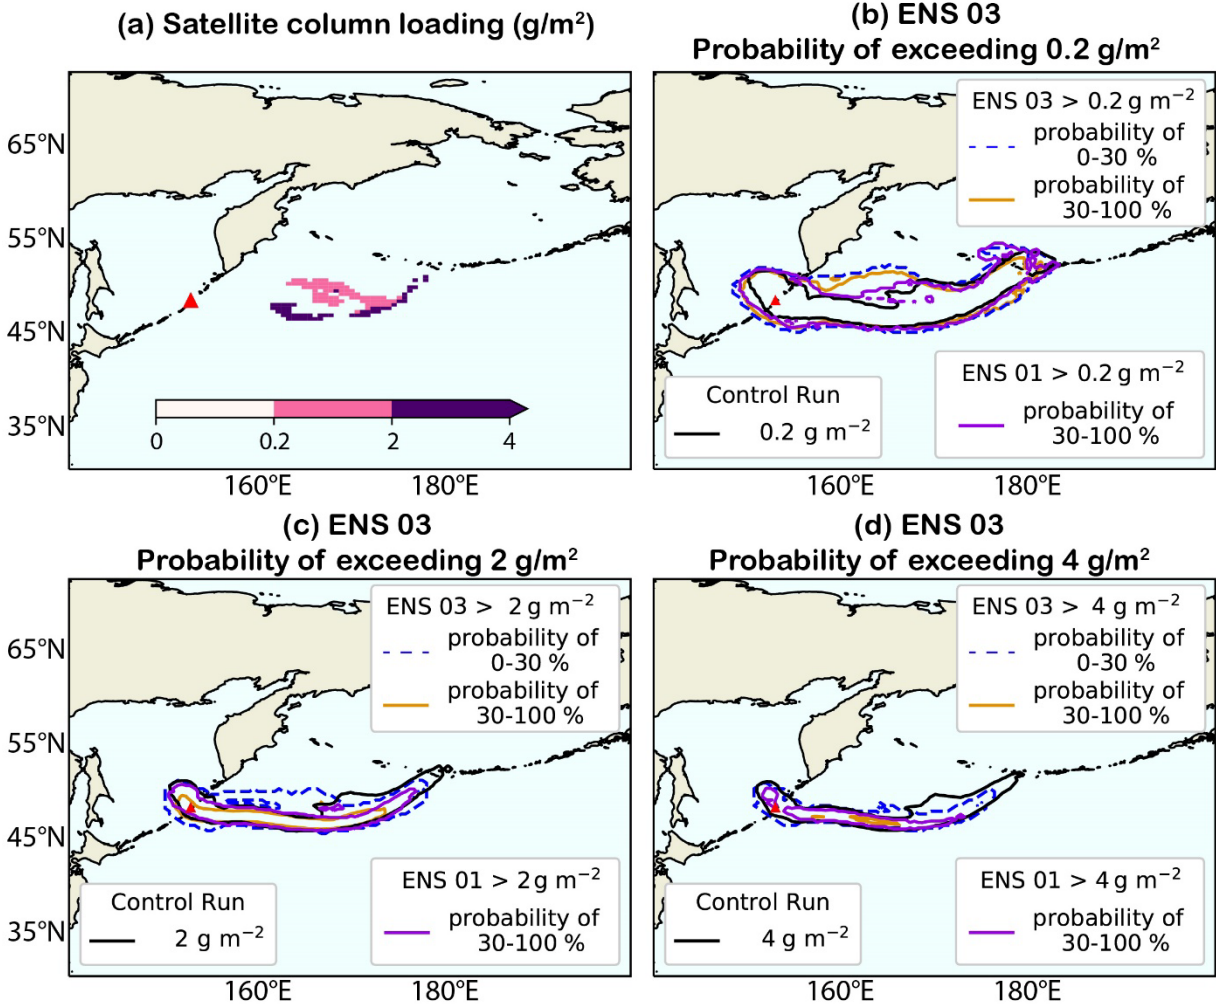 (a) Satellite column loading (g/m²)
65°N
55°N
45°N
35°N
0 0.2 2 4
160°E 180°E
(b) ENS 03
Probability of exceeding 0.2 g/m²
ENS 03 > 0.2 g m⁻²
probability of
0-30 %
probability of
30-100 %
Control Run
0.2 g m⁻²
ENS 01 > 0.2 g m⁻²
probability of
30-100 %
160°E 180°E
(c) ENS 03
Probability of exceeding 2 g/m²
65°N
55°N
45°N
35°N
ENS 03 > 2 g m⁻²
probability of
0-30 %
probability of
30-100 %
Control Run
2 g m⁻²
ENS 01 > 2 g m⁻²
probability of
30-100 %
160°E 180°E
(d) ENS 03
Probability of exceeding 4 g/m²
ENS 03 > 4 g m⁻²
probability of
0-30 %
probability of
30-100 %
Control Run
4 g m⁻²
ENS 01 > 4 g m⁻²
probability of
30-100 %
160°E 180°E